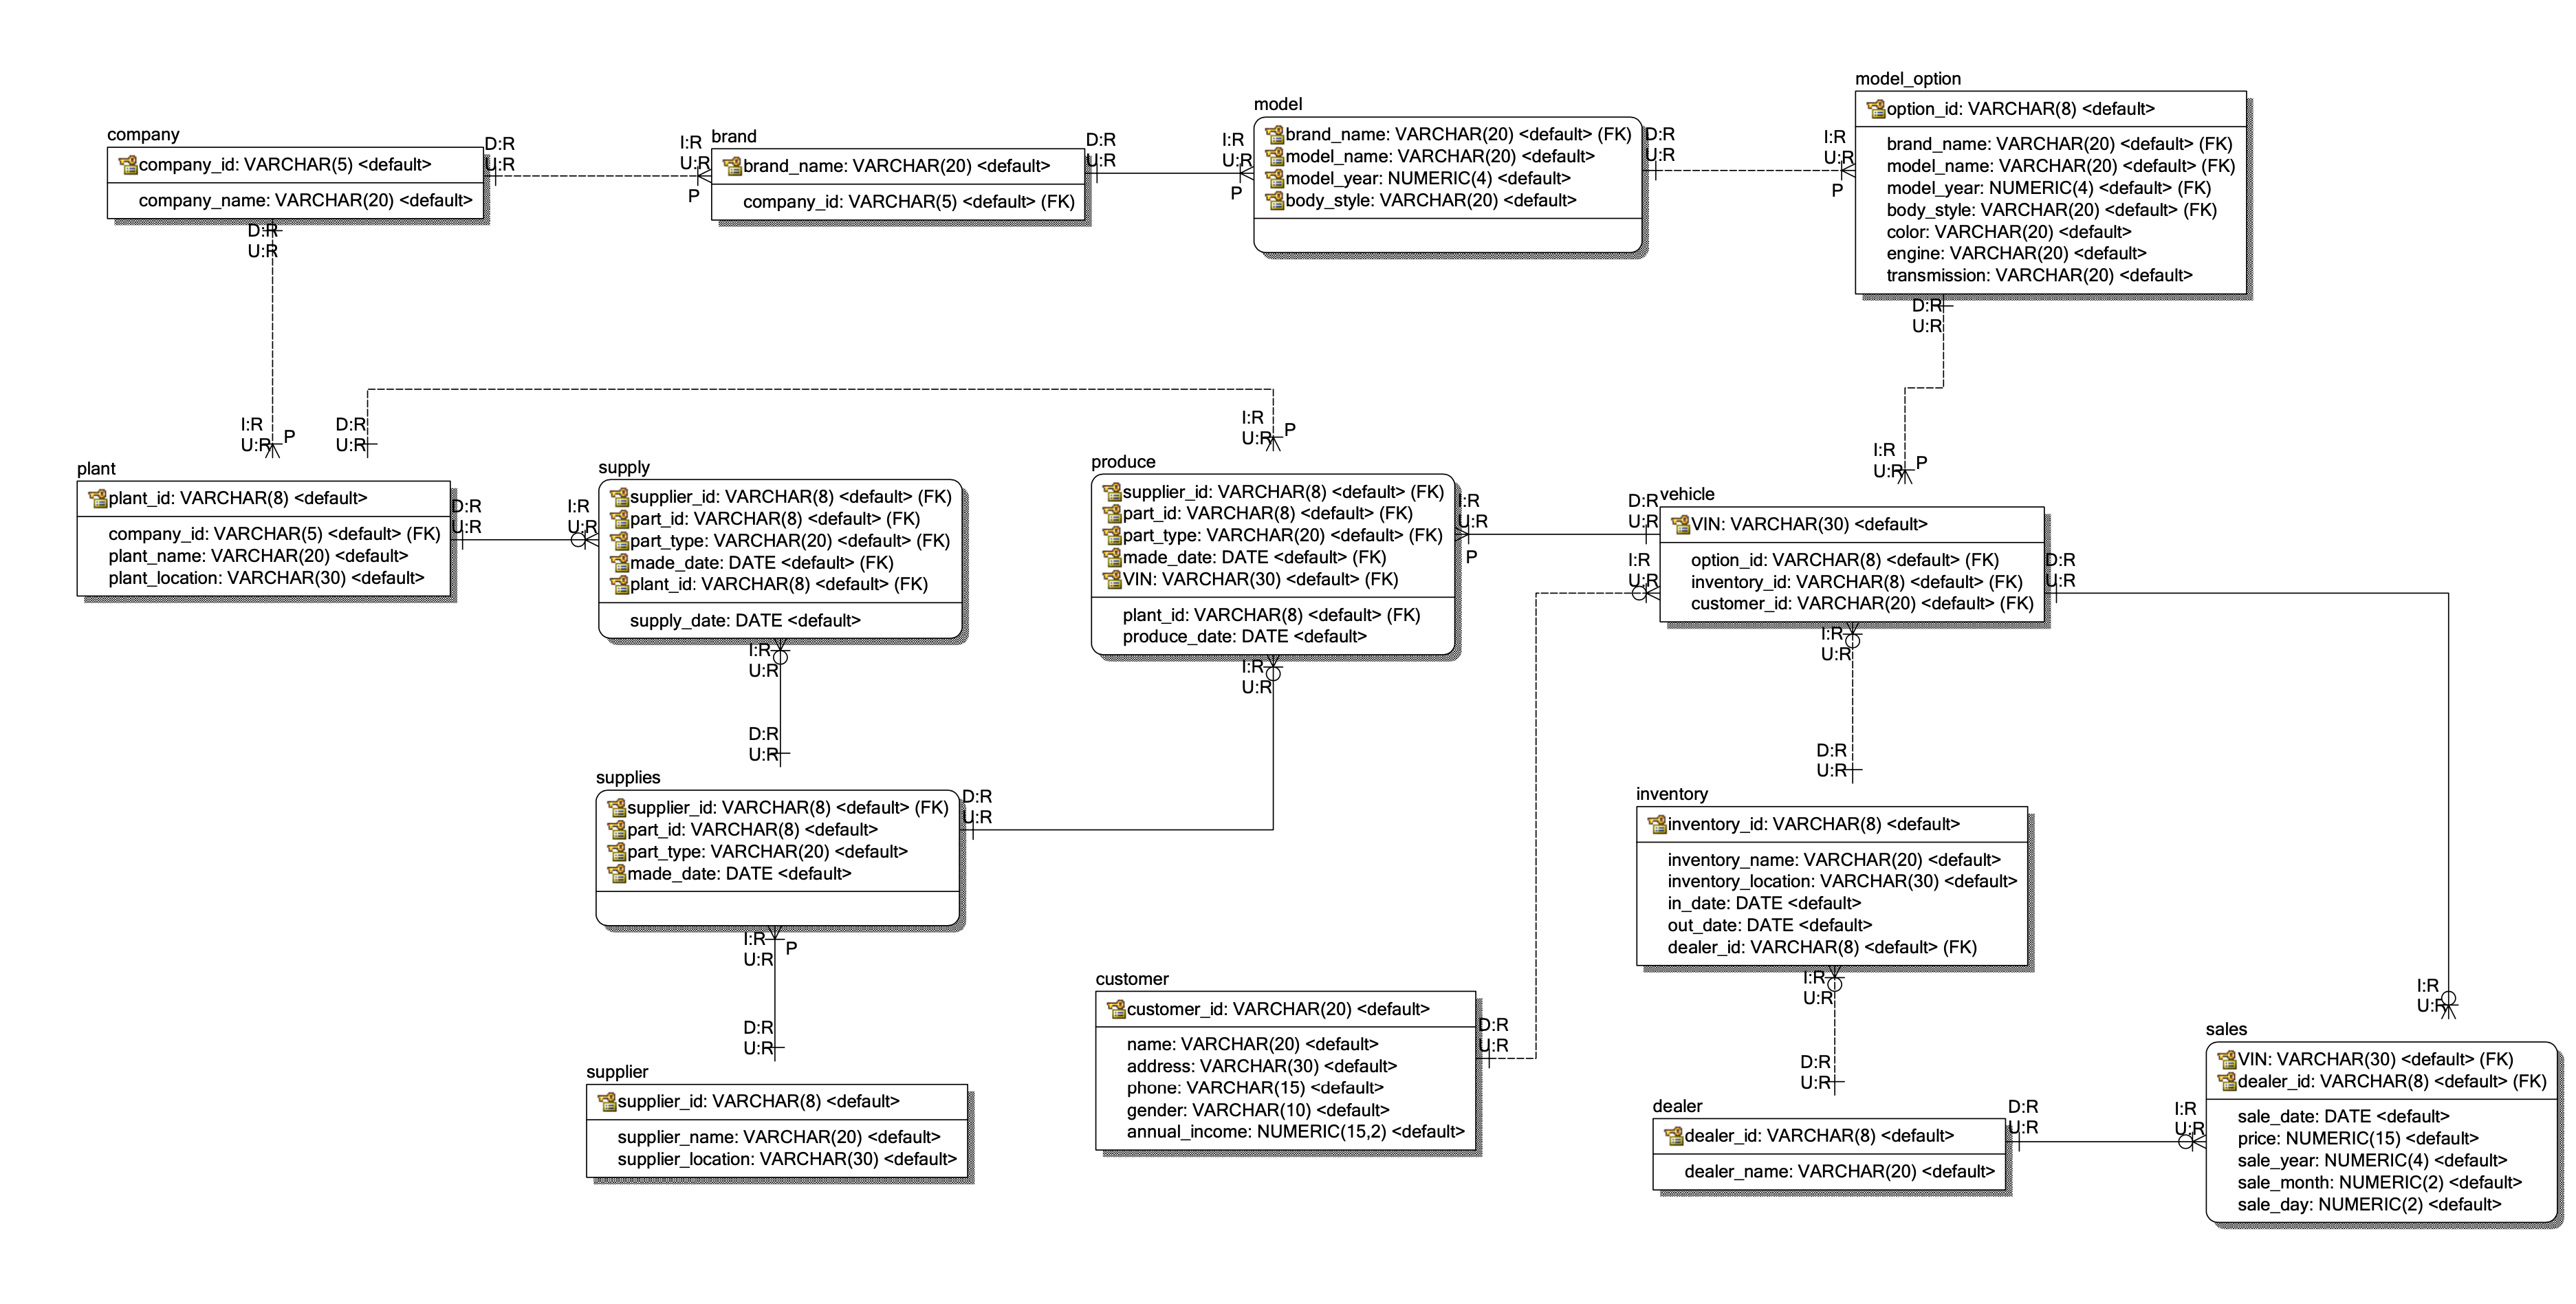 company
company_id: VARCHAR(5) <default>
company_name: VARCHAR(20) <default>
D:R
U:R
I:R
U:R
P
brand
brand_name: VARCHAR(20) <default>
company_id: VARCHAR(5) <default> (FK)
D:R
U:R
I:R
U:R
P
model
brand_name: VARCHAR(20) <default> (FK)
model_name: VARCHAR(20) <default>
model_year: NUMERIC(4) <default>
body_style: VARCHAR(20) <default>
D:R
U:R
I:R
U:R
P
model_option
option_id: VARCHAR(8) <default>
brand_name: VARCHAR(20) <default> (FK)
model_name: VARCHAR(20) <default> (FK)
model_year: NUMERIC(4) <default> (FK)
body_style: VARCHAR(20) <default> (FK)
color: VARCHAR(20) <default>
engine: VARCHAR(20) <default>
transmission: VARCHAR(20) <default>
D:R
U:R
D:R
U:R
I:R
U:R
P
D:R
U:R
I:R
U:R
P
I:R
U:R
P
plant
plant_id: VARCHAR(8) <default>
company_id: VARCHAR(5) <default> (FK)
plant_name: VARCHAR(20) <default>
plant_location: VARCHAR(30) <default>
D:R
U:R
I:R
U:R
supply
supplier_id: VARCHAR(8) <default> (FK)
part_id: VARCHAR(8) <default> (FK)
part_type: VARCHAR(20) <default> (FK)
made_date: DATE <default> (FK)
plant_id: VARCHAR(8) <default> (FK)
supply_date: DATE <default>
I:R
U:R
D:R
U:R
produce
supplier_id: VARCHAR(8) <default> (FK)
part_id: VARCHAR(8) <default> (FK)
part_type: VARCHAR(20) <default> (FK)
made_date: DATE <default> (FK)
VIN: VARCHAR(30) <default> (FK)
plant_id: VARCHAR(8) <default> (FK)
produce_date: DATE <default>
I:R
U:R
I:R
U:R
P
D:R
U:R
I:R
U:R
vehicle
VIN: VARCHAR(30) <default>
option_id: VARCHAR(8) <default> (FK)
inventory_id: VARCHAR(8) <default> (FK)
customer_id: VARCHAR(20) <default> (FK)
D:R
U:R
I:R
U:R
D:R
U:R
supplies
supplier_id: VARCHAR(8) <default> (FK)
part_id: VARCHAR(8) <default>
part_type: VARCHAR(20) <default>
made_date: DATE <default>
D:R
U:R
I:R
U:R
P
D:R
U:R
inventory
inventory_id: VARCHAR(8) <default>
inventory_name: VARCHAR(20) <default>
inventory_location: VARCHAR(30) <default>
in_date: DATE <default>
out_date: DATE <default>
dealer_id: VARCHAR(8) <default> (FK)
I:R
U:R
D:R
U:R
supplier
supplier_id: VARCHAR(8) <default>
supplier_name: VARCHAR(20) <default>
supplier_location: VARCHAR(30) <default>
customer
customer_id: VARCHAR(20) <default>
name: VARCHAR(20) <default>
address: VARCHAR(30) <default>
phone: VARCHAR(15) <default>
gender: VARCHAR(10) <default>
annual_income: NUMERIC(15,2) <default>
D:R
U:R
dealer
dealer_id: VARCHAR(8) <default>
dealer_name: VARCHAR(20) <default>
D:R
U:R
I:R
U:R
I:R
U:R
sales
VIN: VARCHAR(30) <default> (FK)
dealer_id: VARCHAR(8) <default> (FK)
sale_date: DATE <default>
price: NUMERIC(15) <default>
sale_year: NUMERIC(4) <default>
sale_month: NUMERIC(2) <default>
sale_day: NUMERIC(2) <default>